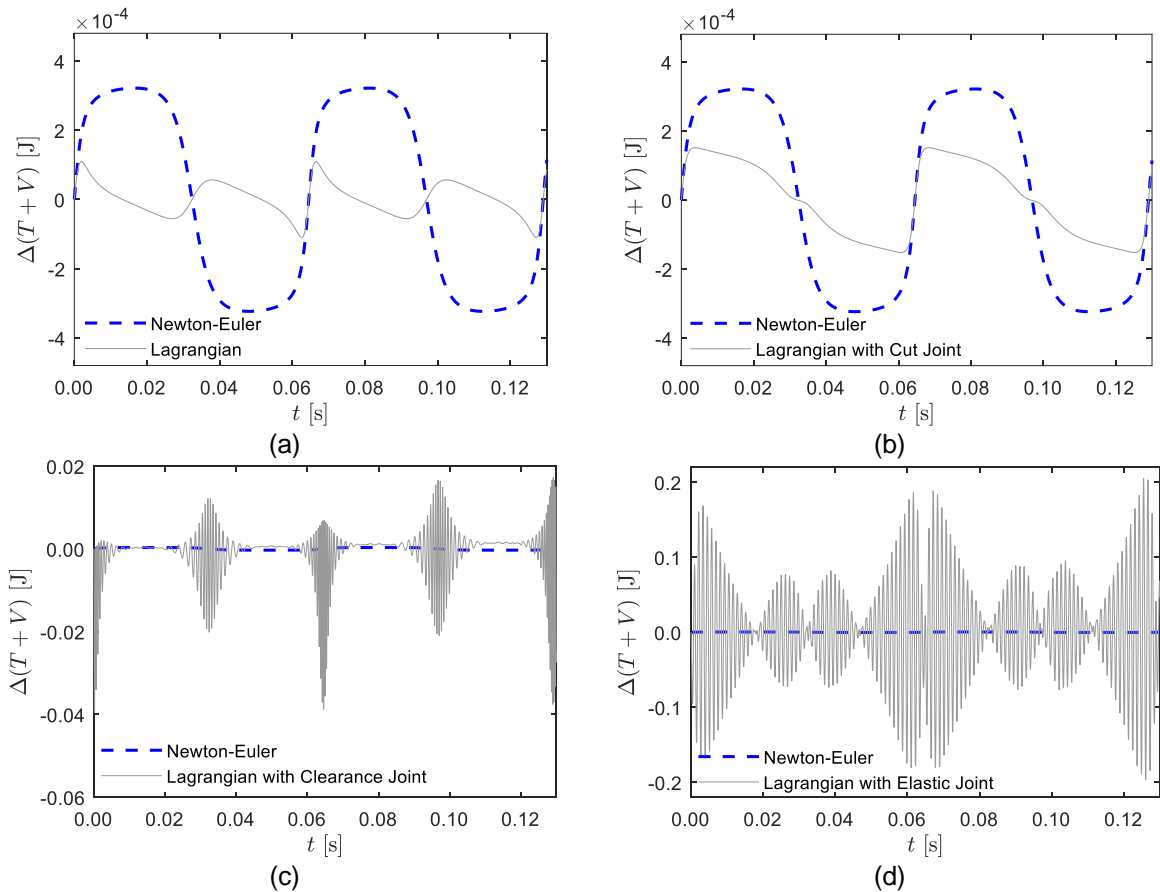 ×10⁻⁴
4
2
0
-2
-4
Δ(T + V) [J]
Newton-Euler
Lagrangian
0.00 0.02 0.04 0.06 0.08 0.10 0.12
t [s]
(a)
×10⁻⁴
4
2
0
-2
-4
Δ(T + V) [J]
Newton-Euler
Lagrangian with Cut Joint
0.00 0.02 0.04 0.06 0.08 0.10 0.12
t [s]
(b)
0.02
0.00
-0.02
-0.04
-0.06
Δ(T + V) [J]
Newton-Euler
Lagrangian with Clearance Joint
0.00 0.02 0.04 0.06 0.08 0.10 0.12
t [s]
(c)
0.2
0.1
0.0
-0.1
-0.2
Δ(T + V) [J]
Newton-Euler
Lagrangian with Elastic Joint
0.00 0.02 0.04 0.06 0.08 0.10 0.12
t [s]
(d)